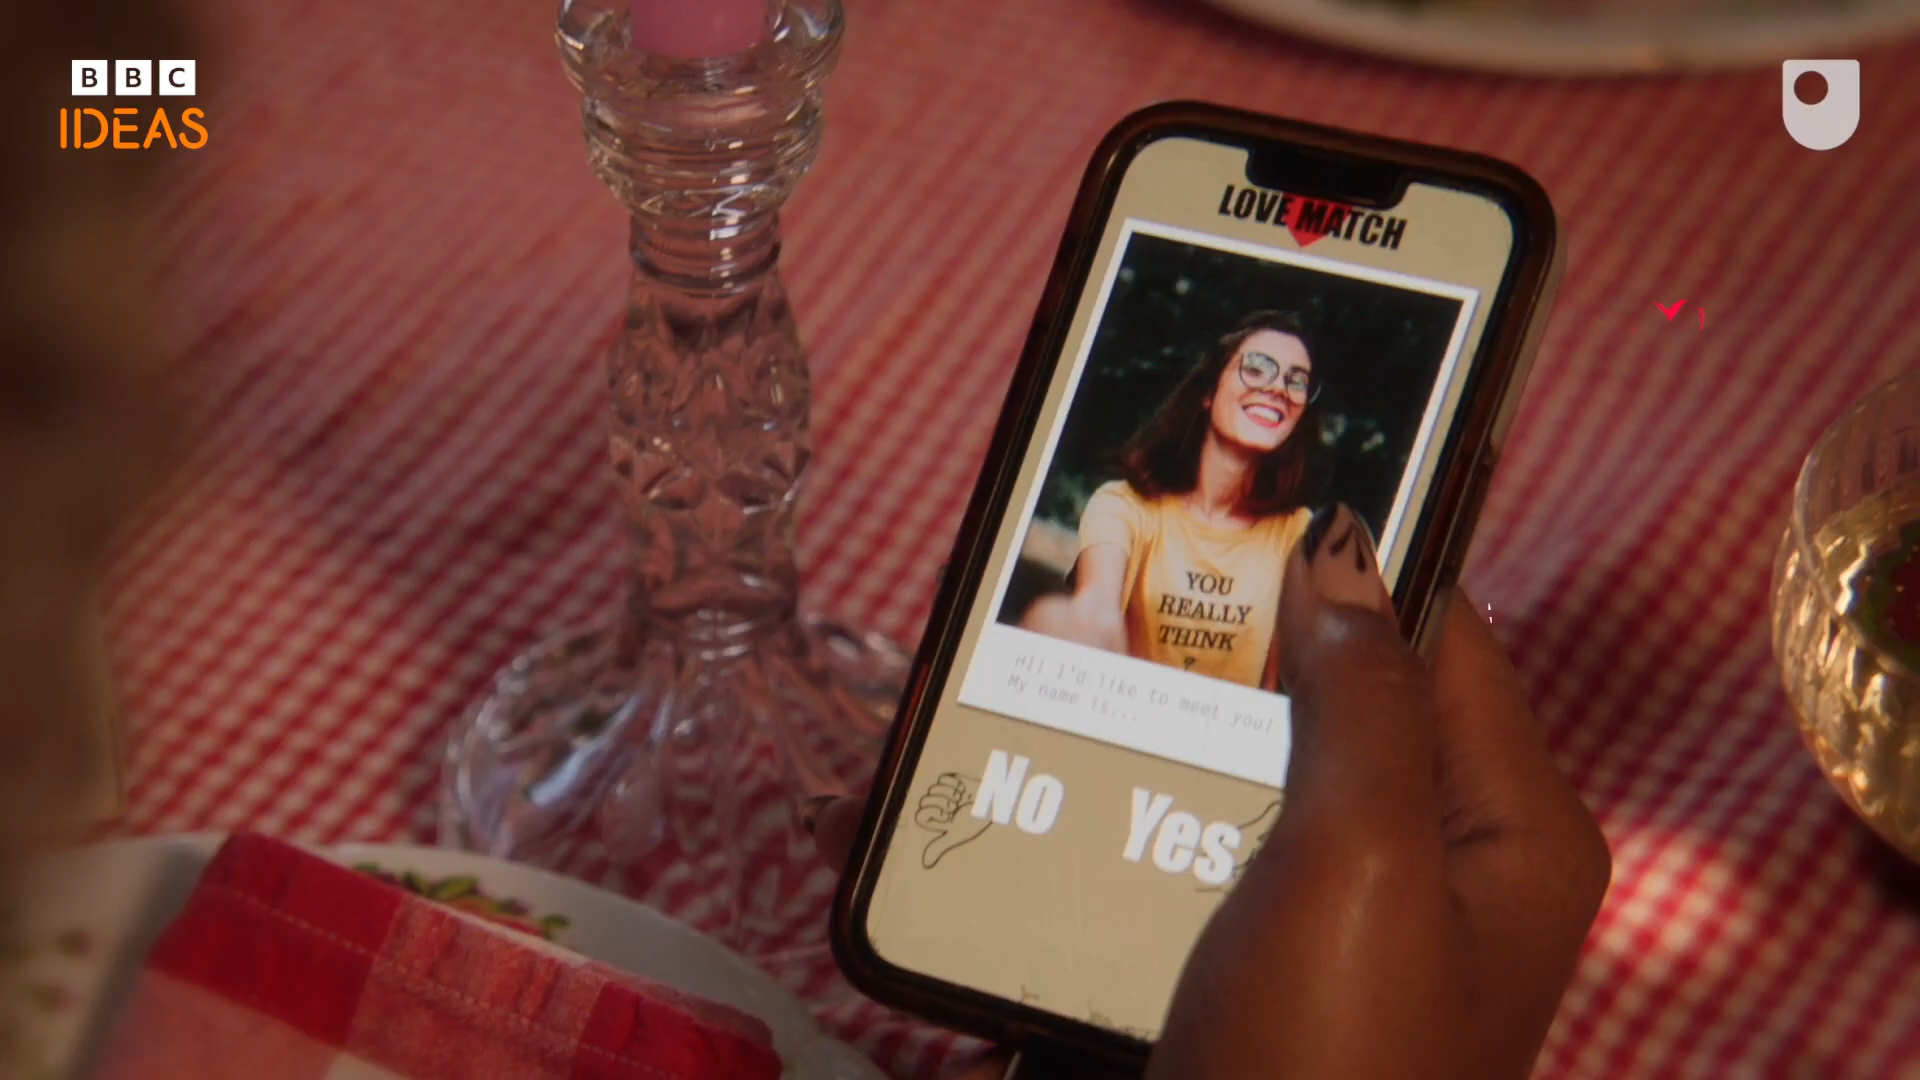 BBC
IDEAS
LOVE MATCH
YOU
REALLY
THINK
?
Hi! I'd like to meet you!
My name is...
No
Yes